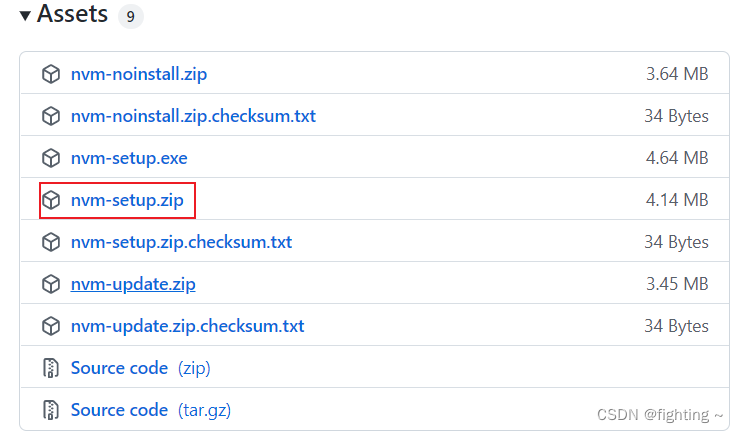 Assets 9
nvm-noinstall.zip 3.64 MB
nvm-noinstall.zip.checksum.txt 34 Bytes
nvm-setup.exe 4.64 MB
nvm-setup.zip 4.14 MB
nvm-setup.zip.checksum.txt 34 Bytes
nvm-update.zip 3.45 MB
nvm-update.zip.checksum.txt 34 Bytes
Source code (zip)
Source code (tar.gz)
CSDN @fighting ~